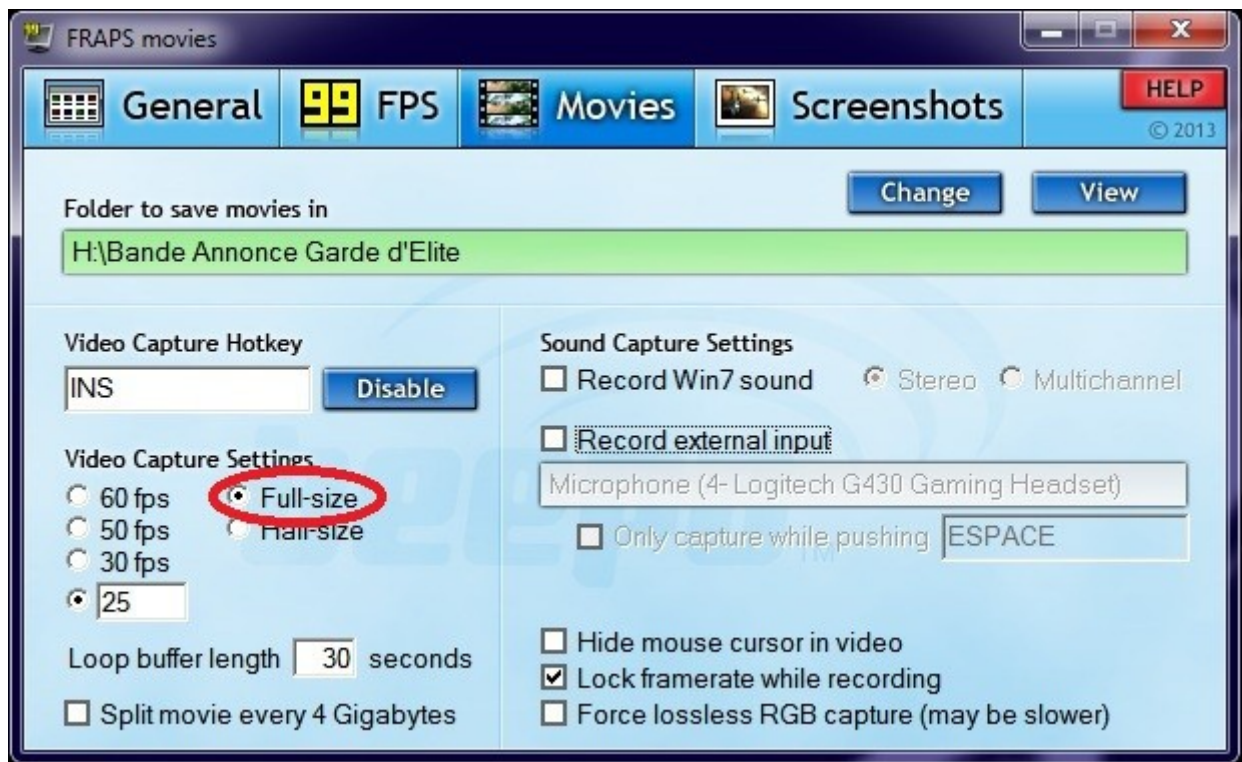 FRAPS movies
General 99 FPS Movies Screenshots HELP
© 2013
Change View
Folder to save movies in
H:\Bande Annonce Garde d'Elite
Video Capture Hotkey
INS Disable
Video Capture Settings
60 fps Full-size
50 fps Half-size
30 fps
25
Loop buffer length 30 seconds
Split movie every 4 Gigabytes
Sound Capture Settings
Record Win7 sound Stereo Multichannel
Record external input
Microphone (4- Logitech G430 Gaming Headset)
Only capture while pushing ESPACE
Hide mouse cursor in video
Lock framerate while recording
Force lossless RGB capture (may be slower)
beepa TM